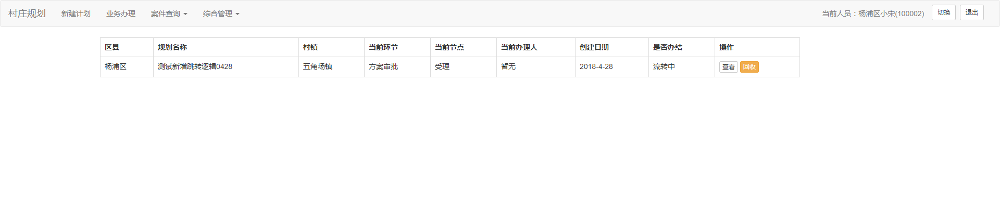 村庄规划 新建计划 业务办理 案件查询 综合管理 当前人员：杨浦区小宋(100002) 切换 退出
区县 规划名称 村镇 当前环节 当前节点 当前办理人 创建日期 是否办结 操作
杨浦区 测试新增跳转逻辑0428 五角场镇 方案审批 受理 暂无 2018-4-28 流转中 查看 回收